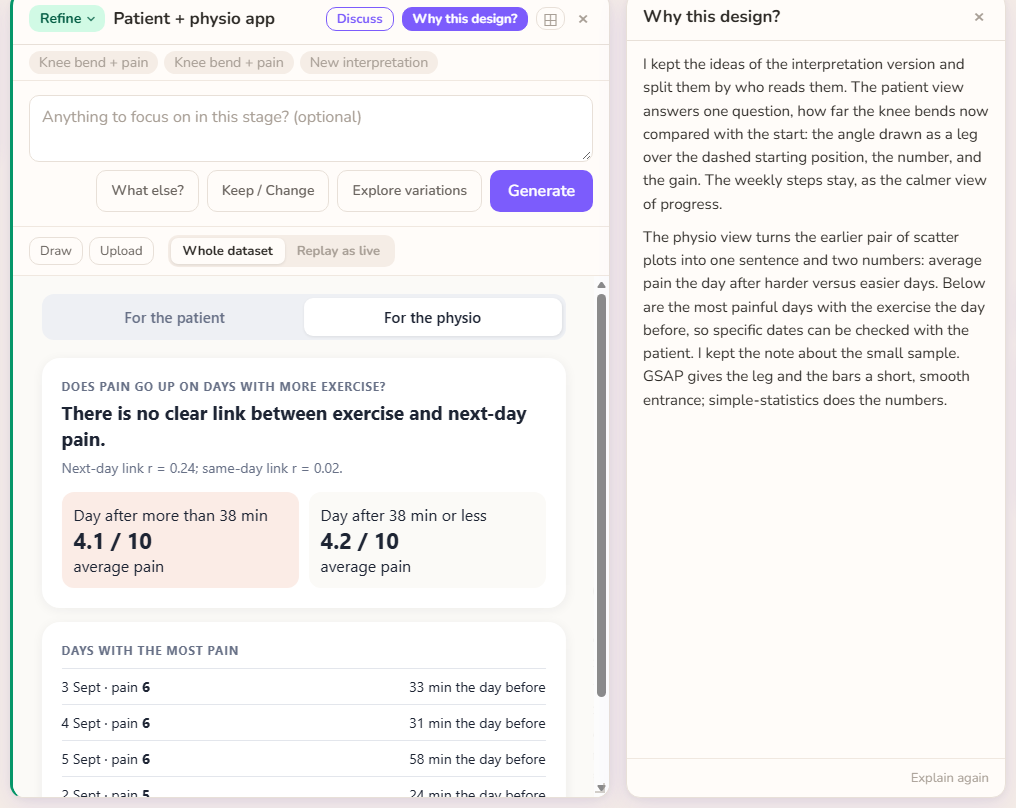 Refine
Patient + physio app
Discuss
Why this design?
Knee bend + pain
Knee bend + pain
New interpretation
Anything to focus on in this stage? (optional)
What else?
Keep / Change
Explore variations
Generate
Draw
Upload
Whole dataset
Replay as live
For the patient
For the physio
DOES PAIN GO UP ON DAYS WITH MORE EXERCISE?
There is no clear link between exercise and next-day
pain.
Next-day link r = 0.24; same-day link r = 0.02.
Day after more than 38 min
4.1 / 10
average pain
Day after 38 min or less
4.2 / 10
average pain
DAYS WITH THE MOST PAIN
3 Sept · pain 6
33 min the day before
4 Sept · pain 6
31 min the day before
5 Sept · pain 6
58 min the day before
2 Sept · pain 5
24 min the day before
Why this design?
I kept the ideas of the interpretation version and
split them by who reads them. The patient view
answers one question, how far the knee bends now
compared with the start: the angle drawn as a leg
over the dashed starting position, the number, and
the gain. The weekly steps stay, as the calmer view
of progress.
The physio view turns the earlier pair of scatter
plots into one sentence and two numbers: average
pain the day after harder versus easier days. Below
are the most painful days with the exercise the day
before, so specific dates can be checked with the
patient. I kept the note about the small sample.
GSAP gives the leg and the bars a short, smooth
entrance; simple-statistics does the numbers.
Explain again